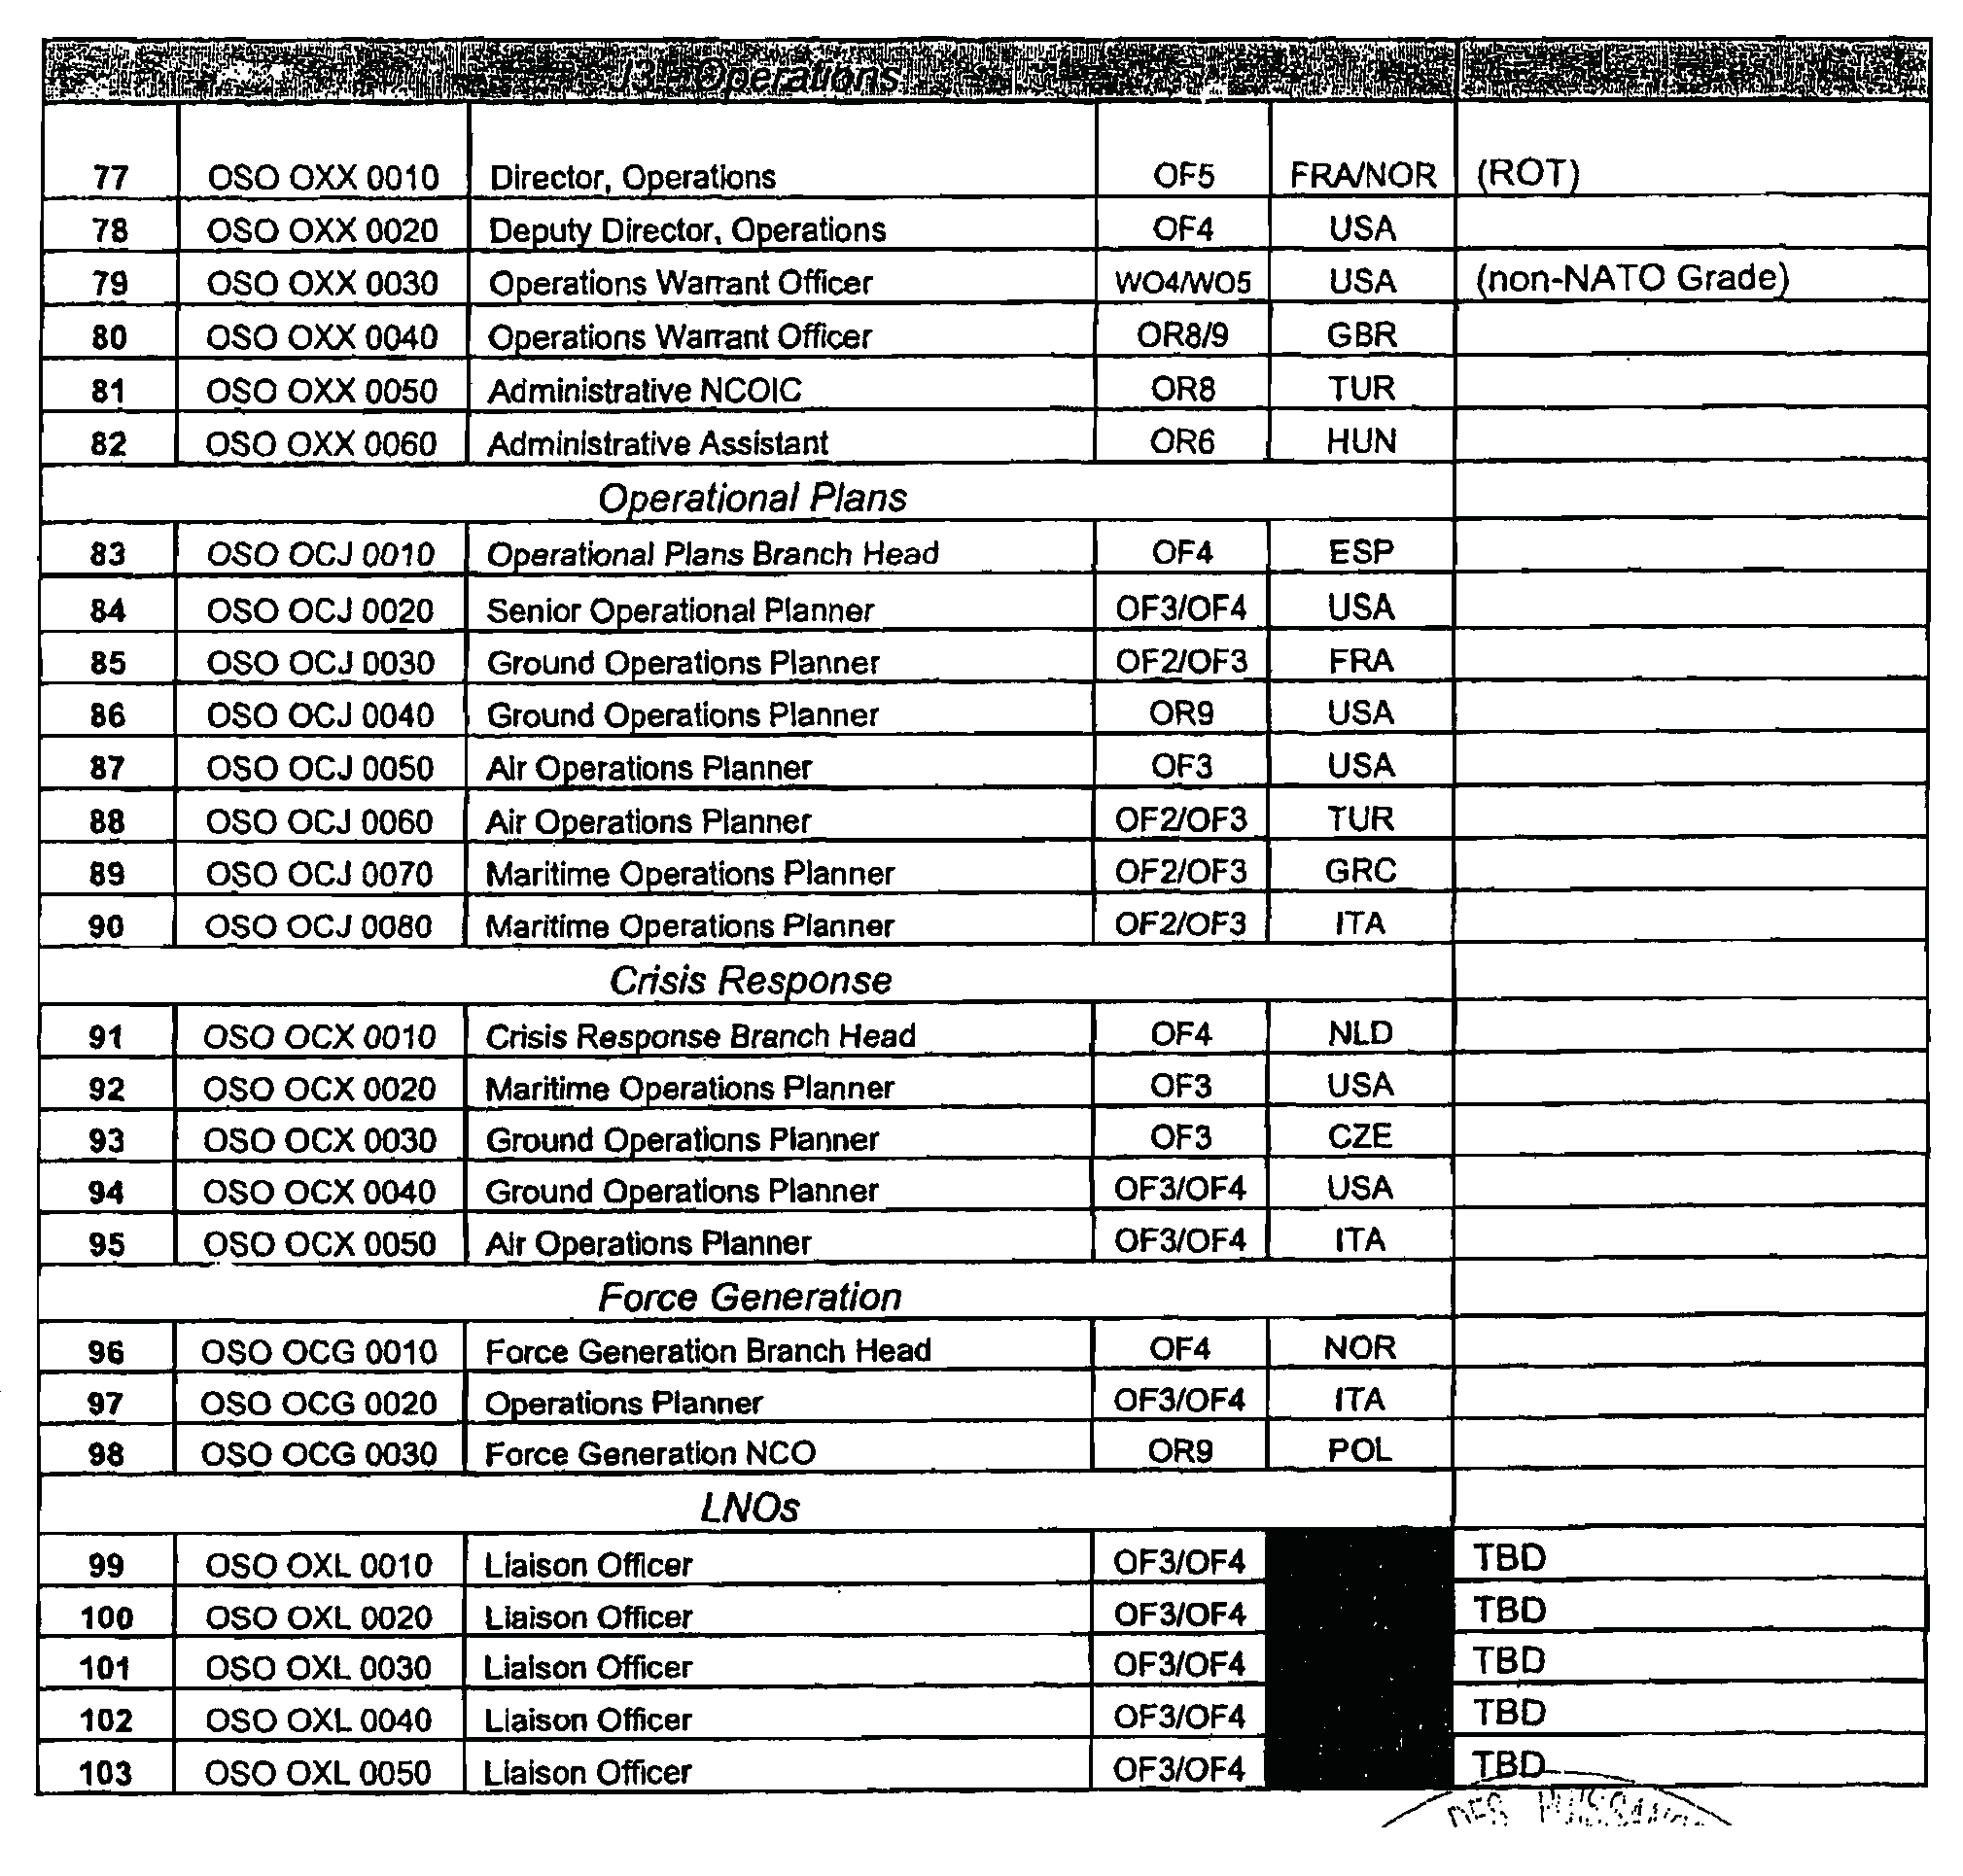 J3 - Operations
77 OSO OXX 0010 Director, Operations OF5 FRA/NOR (ROT)
78 OSO OXX 0020 Deputy Director, Operations OF4 USA
79 OSO OXX 0030 Operations Warrant Officer WO4/WO5 USA (non-NATO Grade)
80 OSO OXX 0040 Operations Warrant Officer OR8/9 GBR
81 OSO OXX 0050 Administrative NCOIC OR8 TUR
82 OSO OXX 0060 Administrative Assistant OR6 HUN
Operational Plans
83 OSO OCJ 0010 Operational Plans Branch Head OF4 ESP
84 OSO OCJ 0020 Senior Operational Planner OF3/OF4 USA
85 OSO OCJ 0030 Ground Operations Planner OF2/OF3 FRA
86 OSO OCJ 0040 Ground Operations Planner OR9 USA
87 OSO OCJ 0050 Air Operations Planner OF3 USA
88 OSO OCJ 0060 Air Operations Planner OF2/OF3 TUR
89 OSO OCJ 0070 Maritime Operations Planner OF2/OF3 GRC
90 OSO OCJ 0080 Maritime Operations Planner OF2/OF3 ITA
Crisis Response
91 OSO OCX 0010 Crisis Response Branch Head OF4 NLD
92 OSO OCX 0020 Maritime Operations Planner OF3 USA
93 OSO OCX 0030 Ground Operations Planner OF3 CZE
94 OSO OCX 0040 Ground Operations Planner OF3/OF4 USA
95 OSO OCX 0050 Air Operations Planner OF3/OF4 ITA
Force Generation
96 OSO OCG 0010 Force Generation Branch Head OF4 NOR
97 OSO OCG 0020 Operations Planner OF3/OF4 ITA
98 OSO OCG 0030 Force Generation NCO OR9 POL
LNOs
99 OSO OXL 0010 Liaison Officer OF3/OF4 TBD
100 OSO OXL 0020 Liaison Officer OF3/OF4 TBD
101 OSO OXL 0030 Liaison Officer OF3/OF4 TBD
102 OSO OXL 0040 Liaison Officer OF3/OF4 TBD
103 OSO OXL 0050 Liaison Officer OF3/OF4 TBD
DES